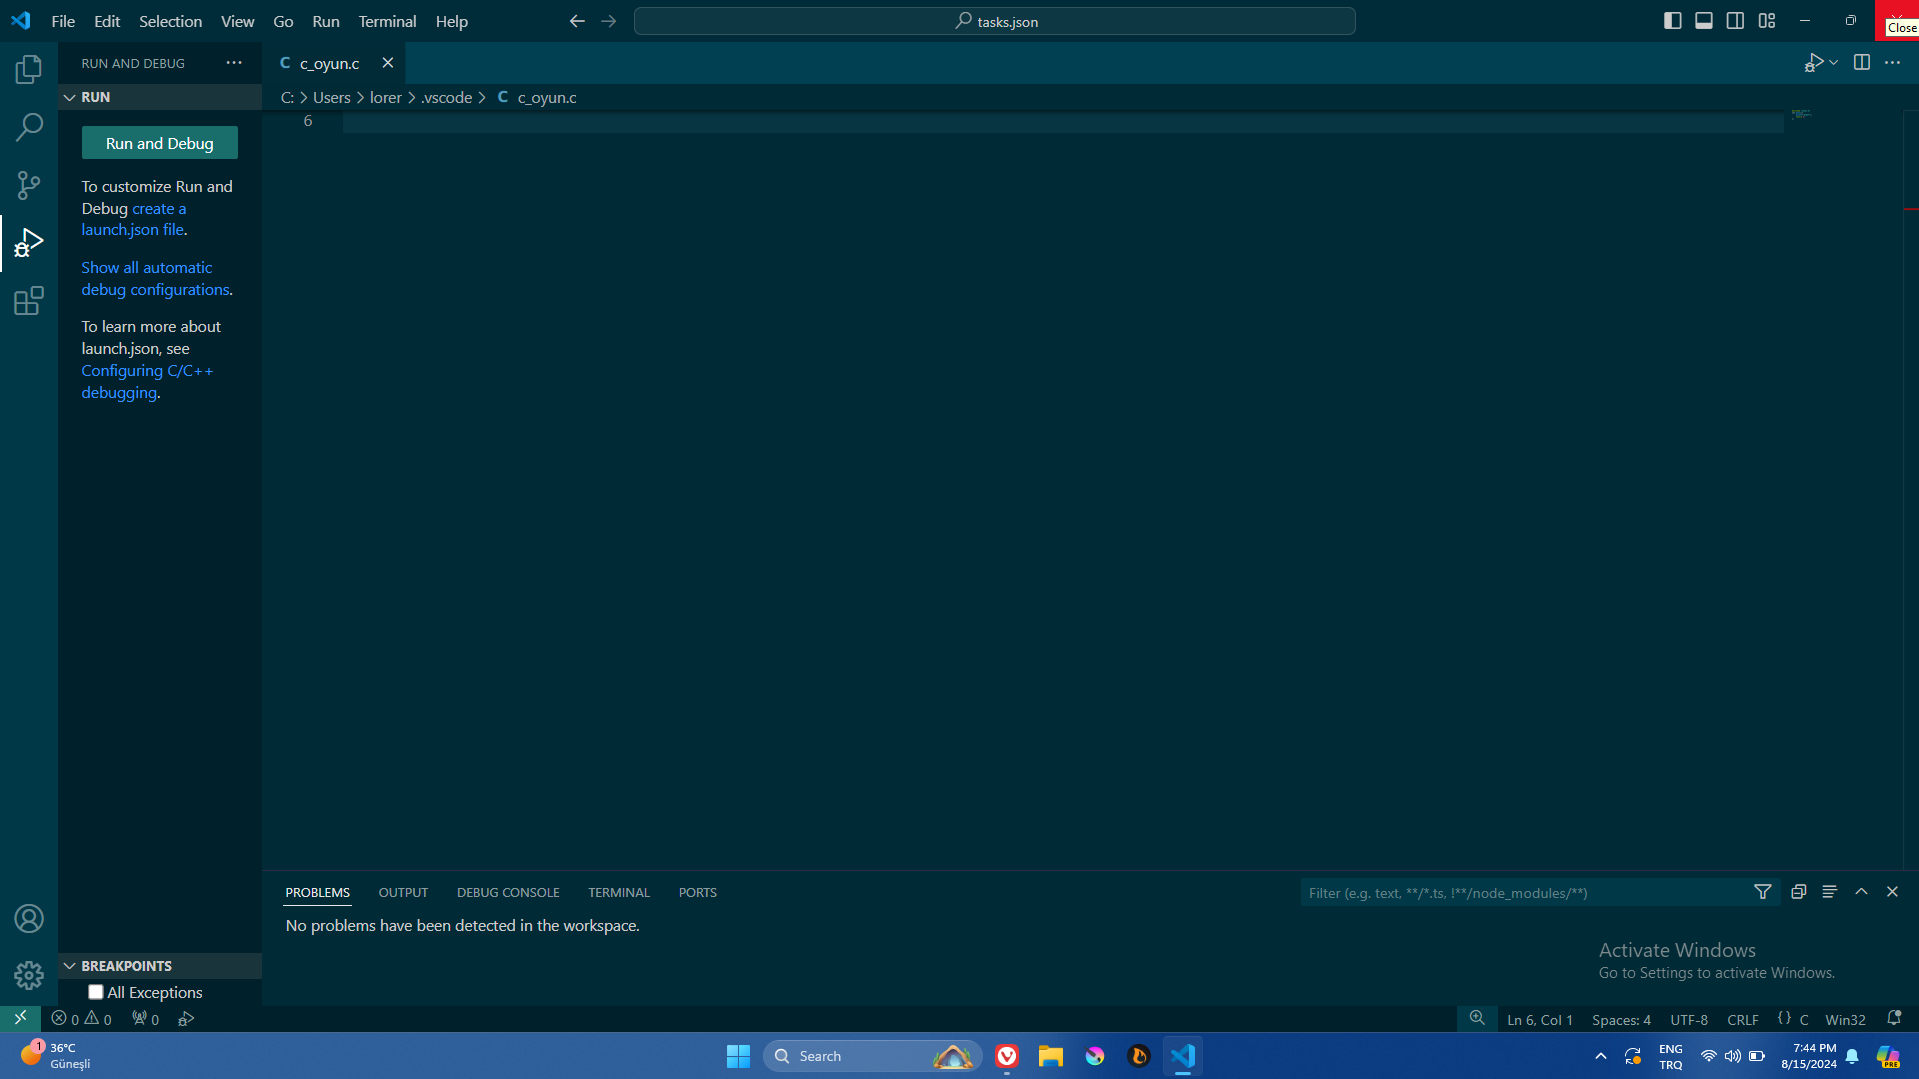 File Edit Selection View Go Run Terminal Help
tasks.json
Close
RUN AND DEBUG
C c_oyun.c
RUN
C: > Users > lorer > .vscode > C c_oyun.c
6
Run and Debug
To customize Run and
Debug create a
launch.json file.
Show all automatic
debug configurations.
To learn more about
launch.json, see
Configuring C/C++
debugging.
PROBLEMS OUTPUT DEBUG CONSOLE TERMINAL PORTS
Filter (e.g. text, **/*.ts, !**/node_modules/**)
No problems have been detected in the workspace.
Activate Windows
Go to Settings to activate Windows.
BREAKPOINTS
All Exceptions
0 0 0
Ln 6, Col 1 Spaces: 4 UTF-8 CRLF {} C Win32
1
36°C
Güneşli
Search
ENG
TRQ
7:44 PM
8/15/2024
PRE